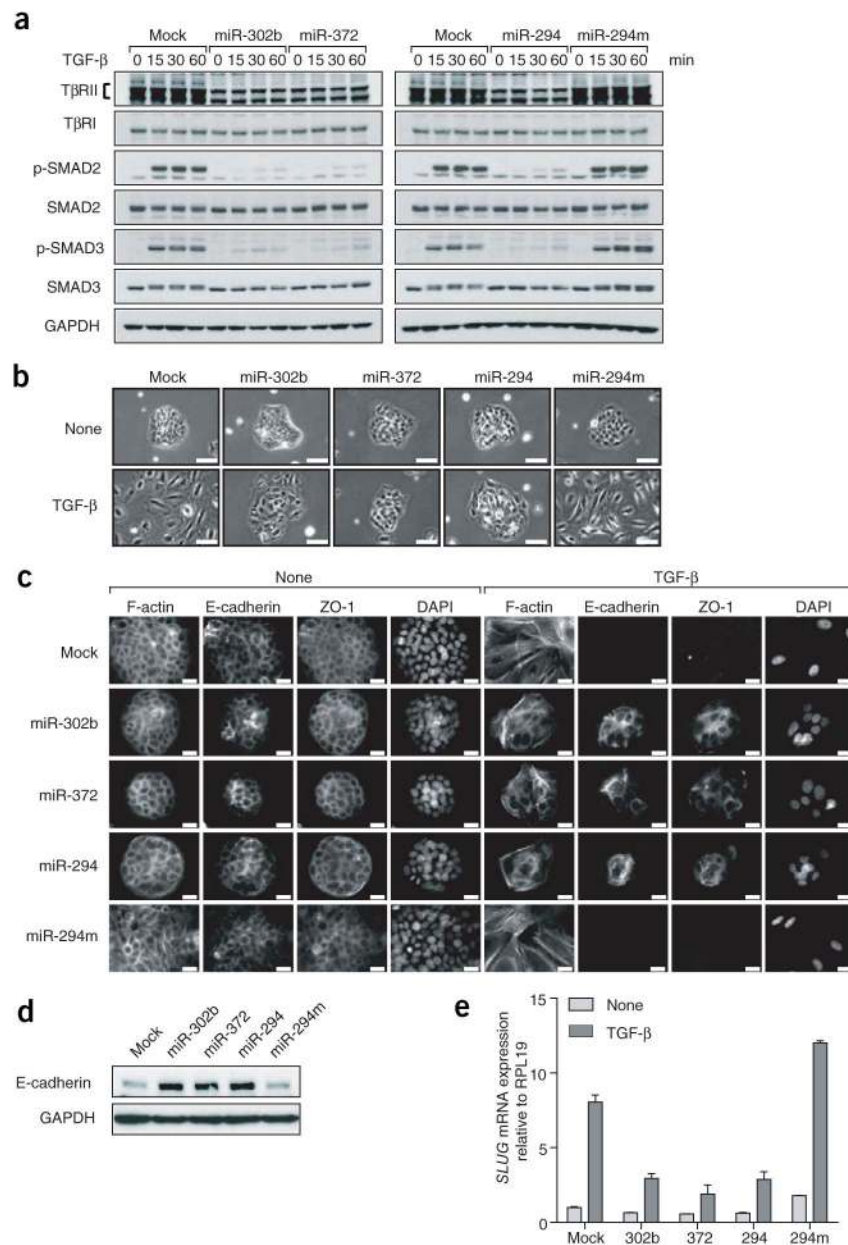 a
Mock miR-302b miR-372 Mock miR-294 miR-294m
TGF-β 0 15 30 60 0 15 30 60 0 15 30 60 0 15 30 60 0 15 30 60 0 15 30 60 min
TβRII
TβRI
p-SMAD2
SMAD2
p-SMAD3
SMAD3
GAPDH
b
Mock miR-302b miR-372 miR-294 miR-294m
None
TGF-β
c
None TGF-β
F-actin E-cadherin ZO-1 DAPI F-actin E-cadherin ZO-1 DAPI
Mock
miR-302b
miR-372
miR-294
miR-294m
d
Mock miR-302b miR-372 miR-294 miR-294m
E-cadherin
GAPDH
e
SLUG mRNA expression
relative to RPL19
15
10
5
0
None
TGF-β
Mock 302b 372 294 294m